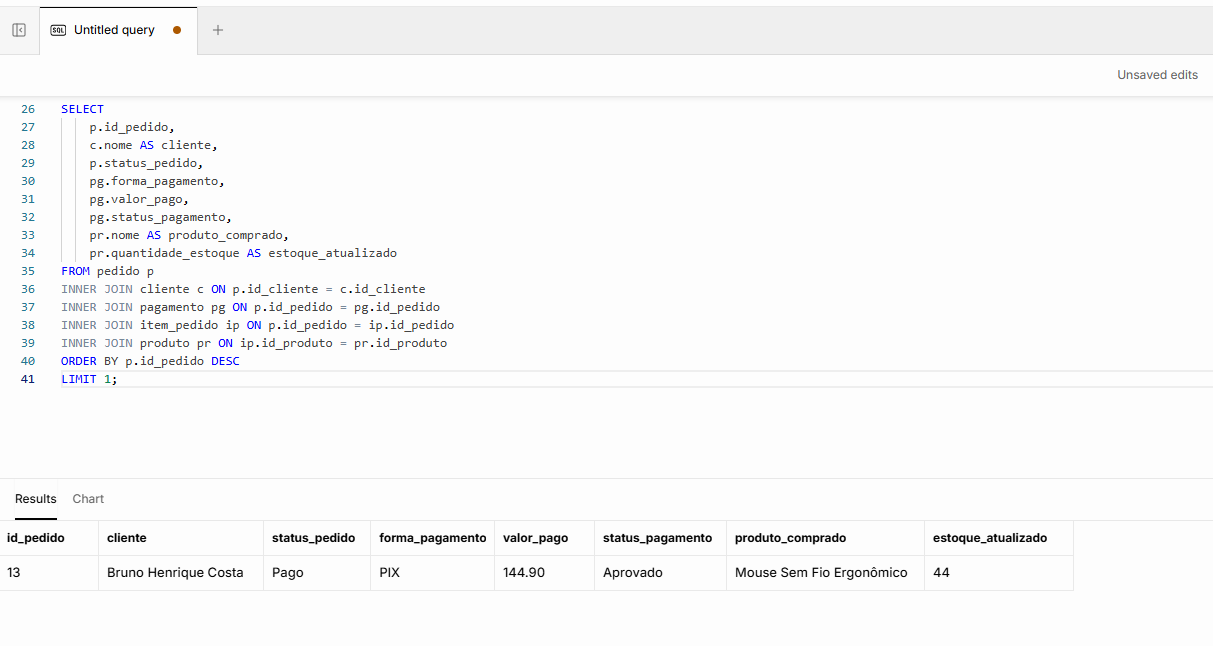 SQL Untitled query
Unsaved edits
26 SELECT
27 p.id_pedido,
28 c.nome AS cliente,
29 p.status_pedido,
30 pg.forma_pagamento,
31 pg.valor_pago,
32 pg.status_pagamento,
33 pr.nome AS produto_comprado,
34 pr.quantidade_estoque AS estoque_atualizado
35 FROM pedido p
36 INNER JOIN cliente c ON p.id_cliente = c.id_cliente
37 INNER JOIN pagamento pg ON p.id_pedido = pg.id_pedido
38 INNER JOIN item_pedido ip ON p.id_pedido = ip.id_pedido
39 INNER JOIN produto pr ON ip.id_produto = pr.id_produto
40 ORDER BY p.id_pedido DESC
41 LIMIT 1;
Results Chart
id_pedido cliente status_pedido forma_pagamento valor_pago status_pagamento produto_comprado estoque_atualizado
13 Bruno Henrique Costa Pago PIX 144.90 Aprovado Mouse Sem Fio Ergonômico 44